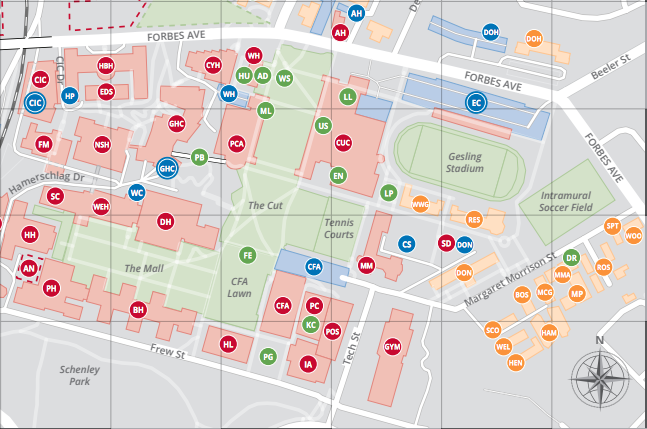 AH
AH
De
DOH
DOH
FORBES AVE
WH
CYH
HBH
CIC
CIC Dr
HU
AD
WS
Beeler St
FORBES AVE
EDS
HP
WH
LL
CIC
EC
ML
GHC
US
FM
NSH
PCA
CUC
FORBES AVE
PB
Gesling
Stadium
GHC
EN
Hamerschlag Dr
WC
LP
SC
WEH
The Cut
WWG
Intramural
Soccer Field
DH
RES
Tennis
Courts
SPT
WOO
HH
CS
SD
DON
FE
DR
AN
The Mall
CFA
MM
DON
MMA
ROS
Margaret Morrison St
PH
CFA
Lawn
BOS
MCG
MP
BH
CFA
PC
KC
POS
SCO
HAM
HL
GYM
WEL
N
Frew St
PG
IA
Tech St
HEN
Schenley
Park